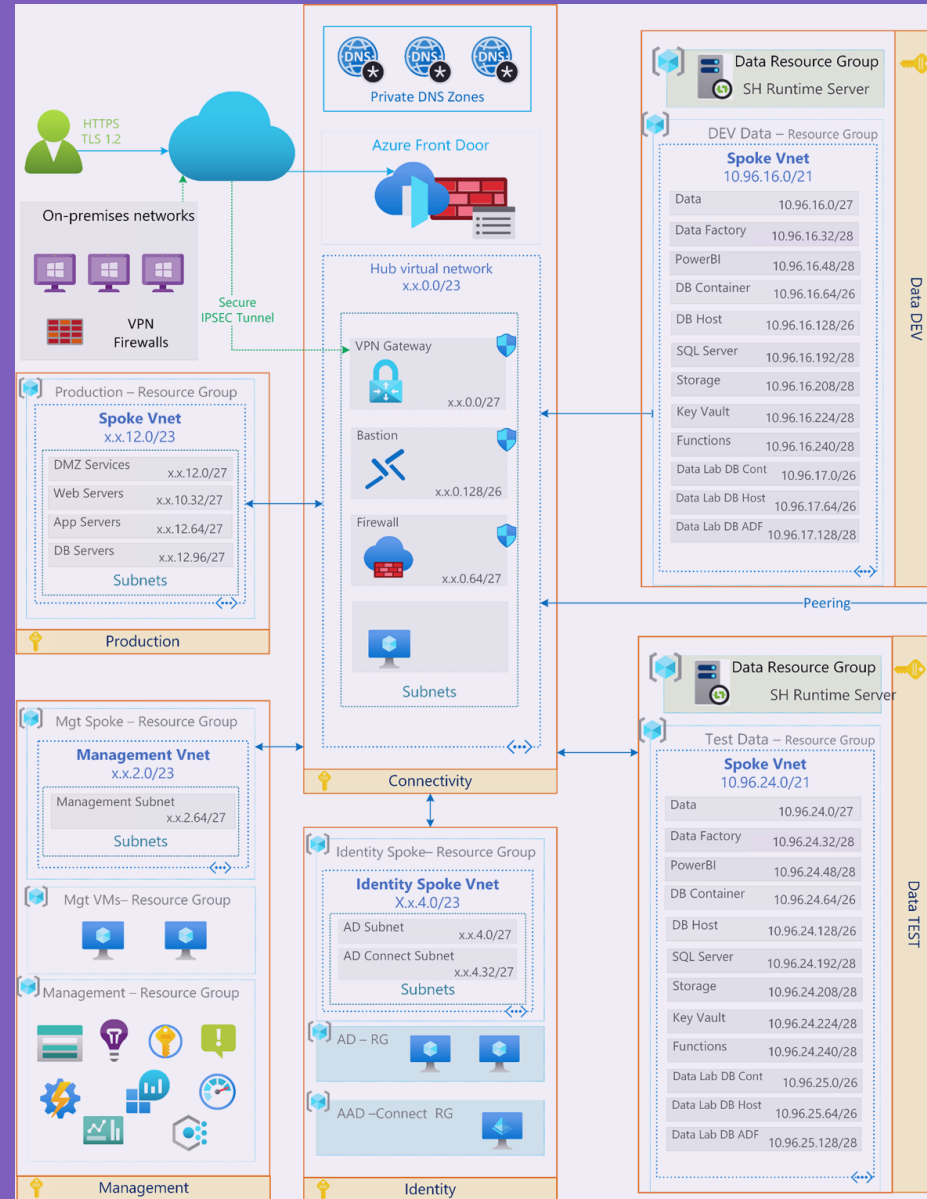 HTTPS
TLS 1.2
On-premises networks
VPN
Firewalls
Secure
IPSEC Tunnel
DNS
DNS
DNS
Private DNS Zones
Azure Front Door
Hub virtual network
x.x.0.0/23
VPN Gateway
x.x.0.0/27
Bastion
x.x.0.128/26
Firewall
x.x.0.64/27
Subnets
Connectivity
Production – Resource Group
Spoke Vnet
x.x.12.0/23
DMZ Services
x.x.12.0/27
Web Servers
x.x.10.32/27
App Servers
x.x.12.64/27
DB Servers
x.x.12.96/27
Subnets
Production
Mgt Spoke – Resource Group
Management Vnet
x.x.2.0/23
Management Subnet
x.x.2.64/27
Subnets
Mgt VMs– Resource Group
Management – Resource Group
Management
Identity Spoke– Resource Group
Identity Spoke Vnet
X.x.4.0/23
AD Subnet
x.x.4.0/27
AD Connect Subnet
x.x.4.32/27
Subnets
AD – RG
AAD –Connect RG
Identity
Data Resource Group
SH Runtime Server
DEV Data – Resource Group
Spoke Vnet
10.96.16.0/21
Data
10.96.16.0/27
Data Factory
10.96.16.32/28
PowerBI
10.96.16.48/28
DB Container
10.96.16.64/26
DB Host
10.96.16.128/26
SQL Server
10.96.16.192/28
Storage
10.96.16.208/28
Key Vault
10.96.16.224/28
Functions
10.96.16.240/28
Data Lab DB Cont
10.96.17.0/26
Data Lab DB Host
10.96.17.64/26
Data Lab DB ADF
10.96.17.128/28
Data DEV
Peering
Data Resource Group
SH Runtime Server
Test Data – Resource Group
Spoke Vnet
10.96.24.0/21
Data
10.96.24.0/27
Data Factory
10.96.24.32/28
PowerBI
10.96.24.48/28
DB Container
10.96.24.64/26
DB Host
10.96.24.128/26
SQL Server
10.96.24.192/28
Storage
10.96.24.208/28
Key Vault
10.96.24.224/28
Functions
10.96.24.240/28
Data Lab DB Cont
10.96.25.0/26
Data Lab DB Host
10.96.25.64/26
Data Lab DB ADF
10.96.25.128/28
Data TEST